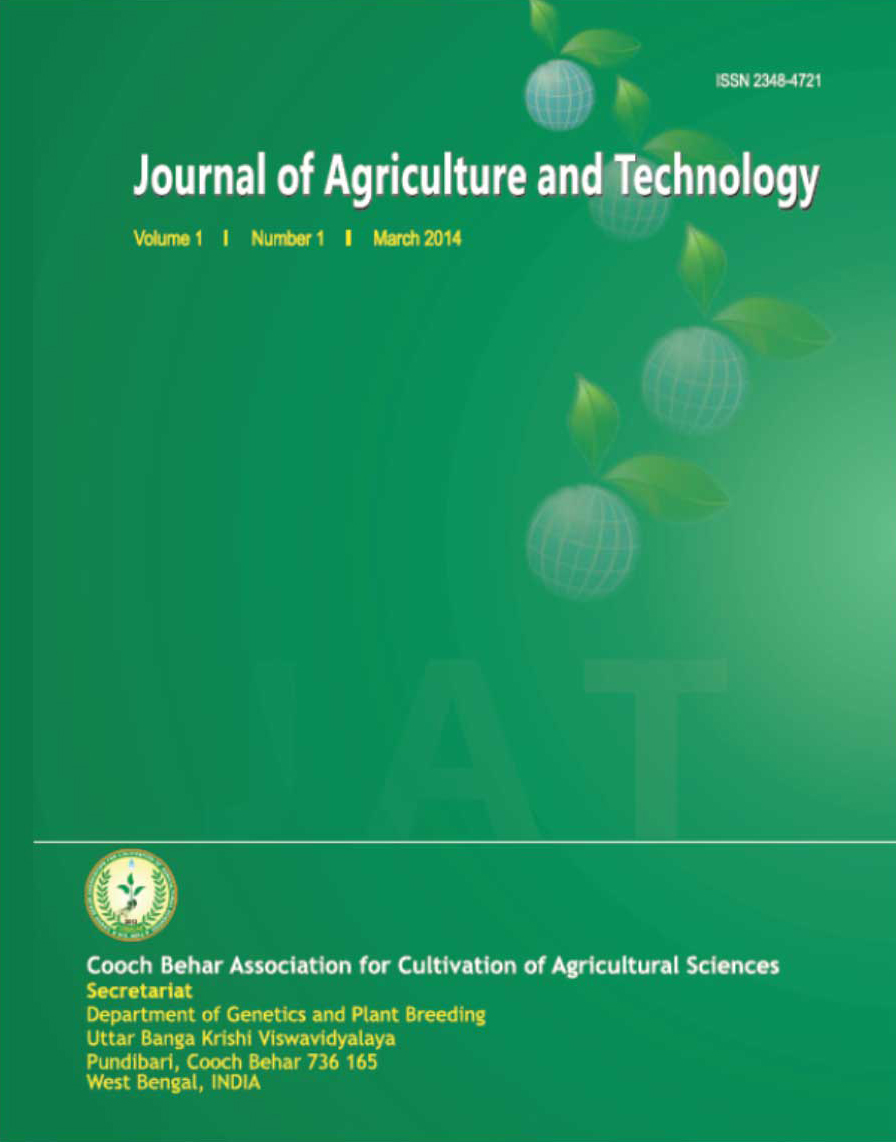 ISSN 2348-4721
Journal of Agriculture and Technology
Volume 1 I Number 1 I March 2014
JAT
Cooch Behar Association for Cultivation of Agricultural Sciences
Secretariat
Department of Genetics and Plant Breeding
Uttar Banga Krishi Viswavidyalaya
Pundibari, Cooch Behar 736 165
West Bengal, INDIA